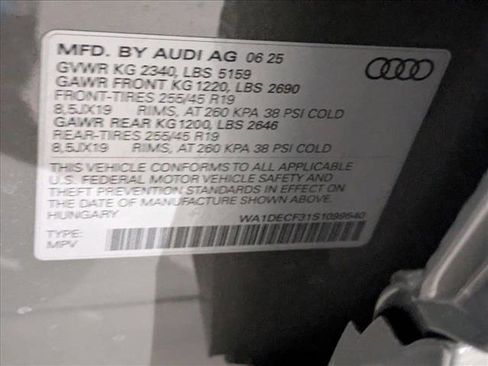 MFD. BY AUDI AG 06 25
GVWR KG 2340, LBS 5159
GAWR FRONT KG 1220, LBS 2690
FRONT-TIRES 255/45 R19
8,5JX19 RIMS, AT 260 KPA 38 PSI COLD
GAWR REAR KG 1200, LBS 2646
REAR-TIRES 255/45 R19
8,5JX19 RIMS, AT 260 KPA 38 PSI COLD
THIS VEHICLE CONFORMS TO ALL APPLICABLE
U.S. FEDERAL MOTOR VEHICLE SAFETY AND
THEFT PREVENTION STANDARDS IN EFFECT ON
THE DATE OF MANUFACTURE SHOWN ABOVE.
HUNGARY WA1DECF31S1099640
TYPE:
MPV